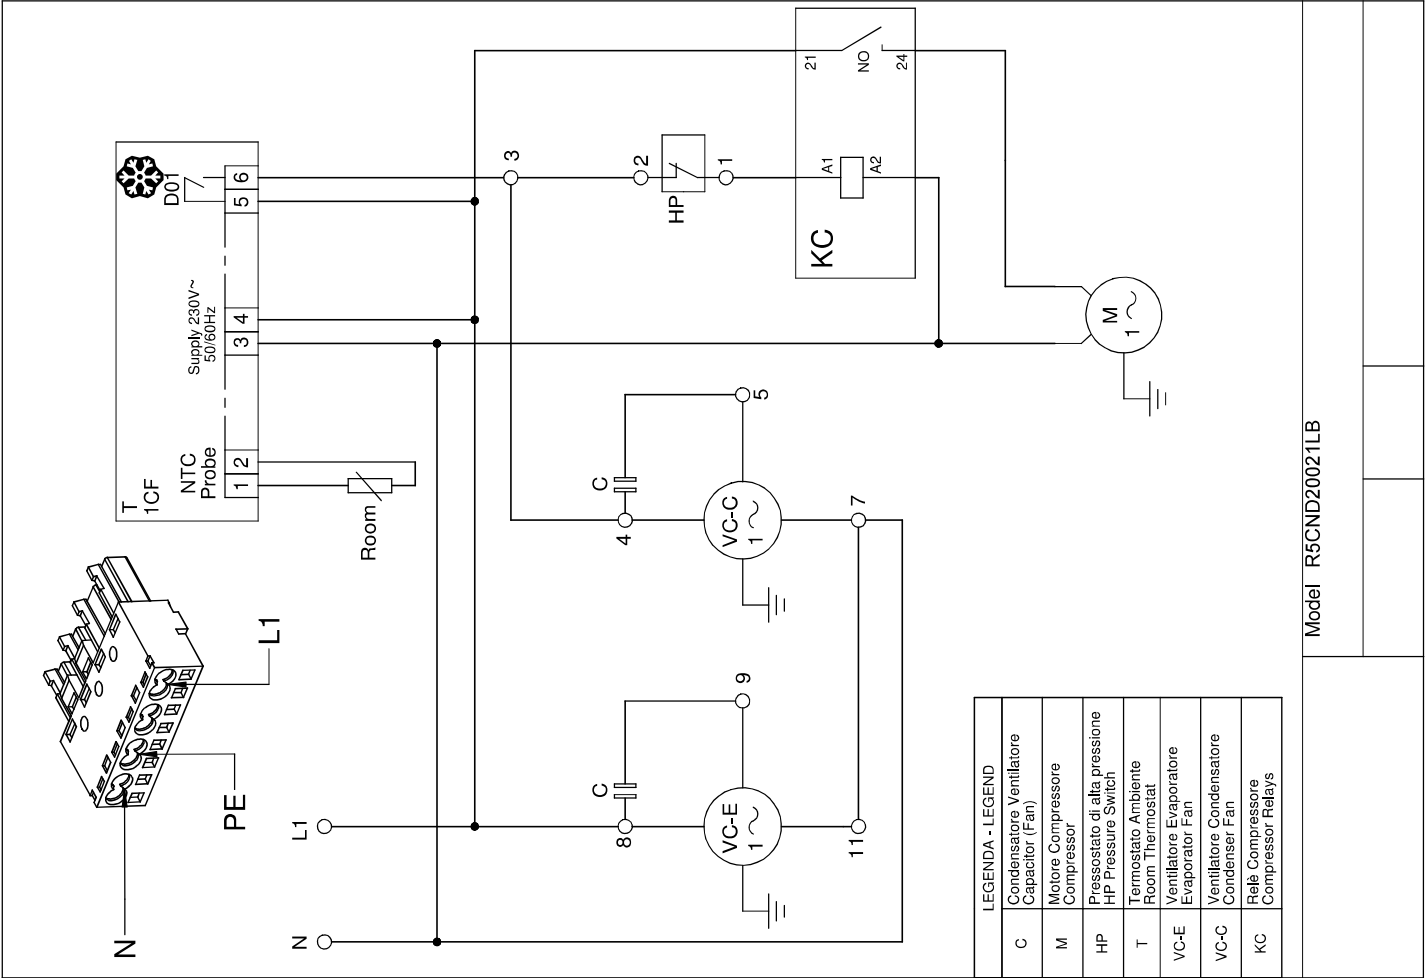 T
1CF
NTC
Probe
Supply 230V~
50/60Hz
D01
1
2
3
4
5
6
Room
3
2
1
HP
KC
A1
A2
21
NO
24
M
1
C
4
5
VC-C
1
7
C
8
9
VC-E
1
11
L1
N
N
PE
L1
LEGENDA - LEGEND
C
Condensatore Ventilatore
Capacitor (Fan)
M
Motore Compressore
Compressor
HP
Pressostato di alta pressione
HP Pressure Switch
T
Termostato Ambiente
Room Thermostat
VC-E
Ventilatore Evaporatore
Evaporator Fan
VC-C
Ventilatore Condensatore
Condenser Fan
KC
Relè Compressore
Compressor Relays
Model R5CND20021LB